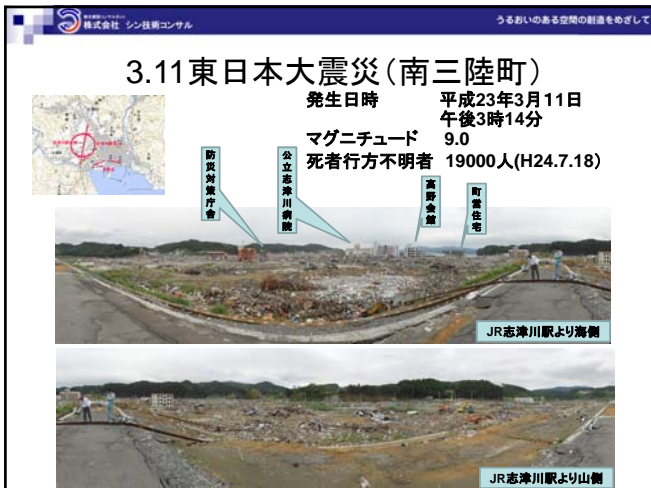 株式会社 シン技術コンサル
うるおいのある空間の創造をめざして
3.11東日本大震災(南三陸町)
発生日時 平成23年3月11日
午後3時14分
マグニチュード 9.0
死者行方不明者 19000人(H24.7.18)
防災対策庁舎
公立志津川病院
高野会館
町営住宅
JR志津川駅より海側
JR志津川駅より山側